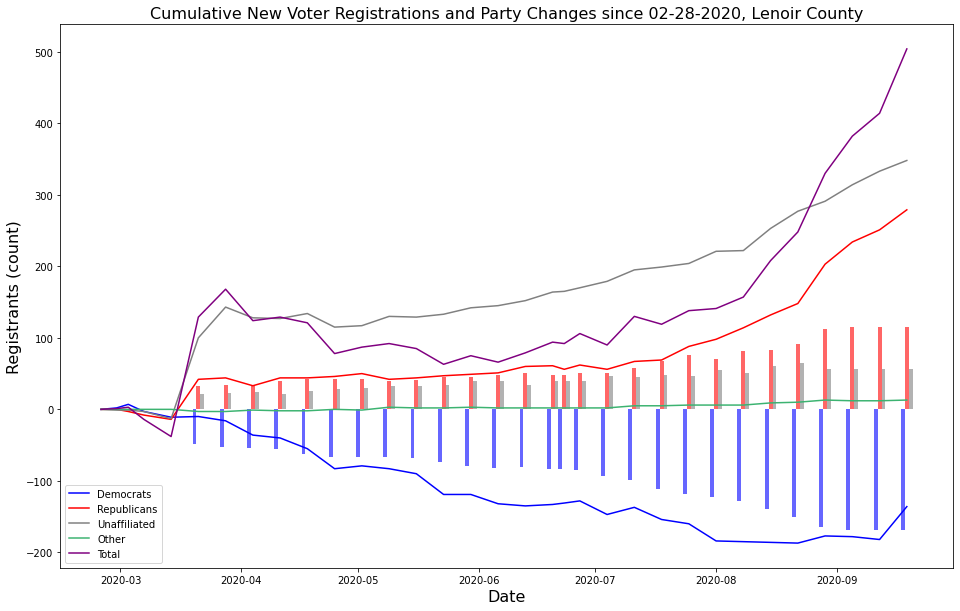 Cumulative New Voter Registrations and Party Changes since 02-28-2020, Lenoir County
Registrants (count)
500
400
300
200
100
0
−100
−200
Democrats
Republicans
Unaffiliated
Other
Total
2020-03 2020-04 2020-05 2020-06 2020-07 2020-08 2020-09
Date